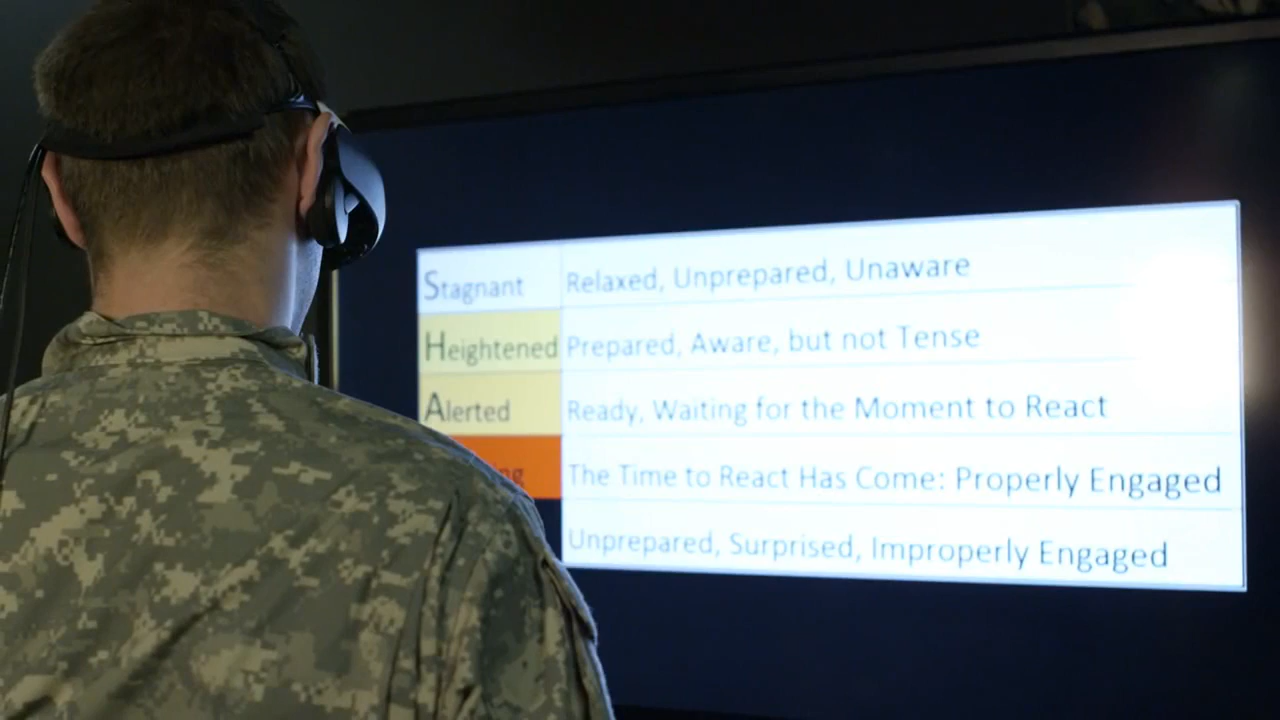 Stagnant Relaxed, Unprepared, Unaware
Heightened Prepared, Aware, but not Tense
Alerted Ready, Waiting for the Moment to React
The Time to React Has Come: Properly Engaged
Unprepared, Surprised, Improperly Engaged